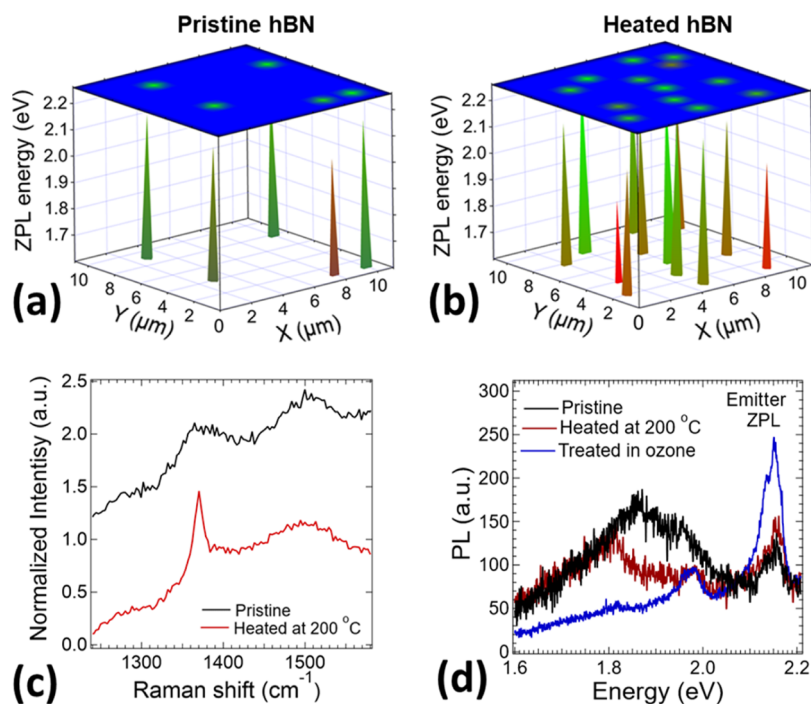 Pristine hBN
Heated hBN
ZPL energy (eV)
2.2
2.1
2.0
1.9
1.8
1.7
10
8
6
4
2
0
Y (µm)
2
4
6
8
10
X (µm)
(a)
ZPL energy (eV)
2.2
2.1
2.0
1.9
1.8
1.7
10
8
6
4
2
0
Y (µm)
2
4
6
8
10
X (µm)
(b)
Normalized Intentisy (a.u.)
2.5
2.0
1.5
1.0
0.5
0.0
Pristine
Heated at 200 °C
1300
1400
1500
Raman shift (cm⁻¹)
(c)
PL (a.u.)
300
250
200
150
100
50
0
Pristine
Heated at 200 °C
Treated in ozone
Emitter
ZPL
1.6
1.8
2.0
2.2
Energy (eV)
(d)